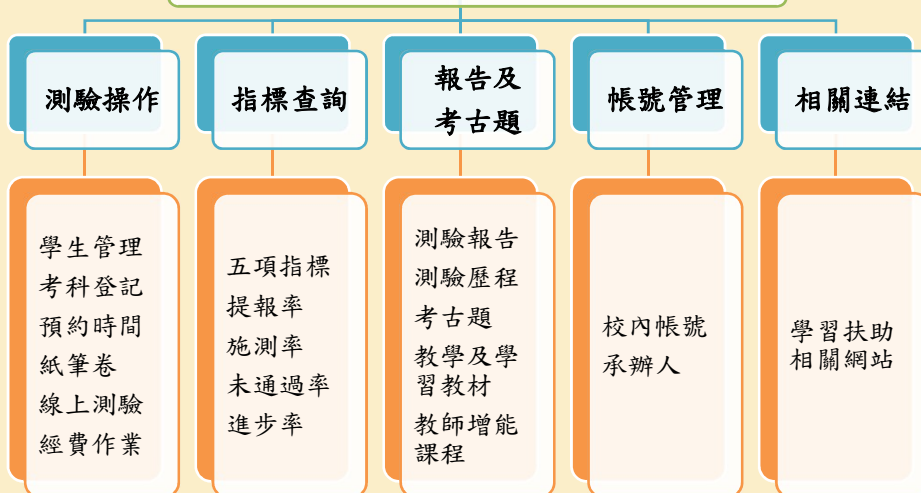 測驗操作
學生管理
考科登記
預約時間
紙筆卷
線上測驗
經費作業
指標查詢
五項指標
提報率
施測率
未通過率
進步率
報告及
考古題
測驗報告
測驗歷程
考古題
教學及學
習教材
教師增能
課程
帳號管理
校內帳號
承辦人
相關連結
學習扶助
相關網站